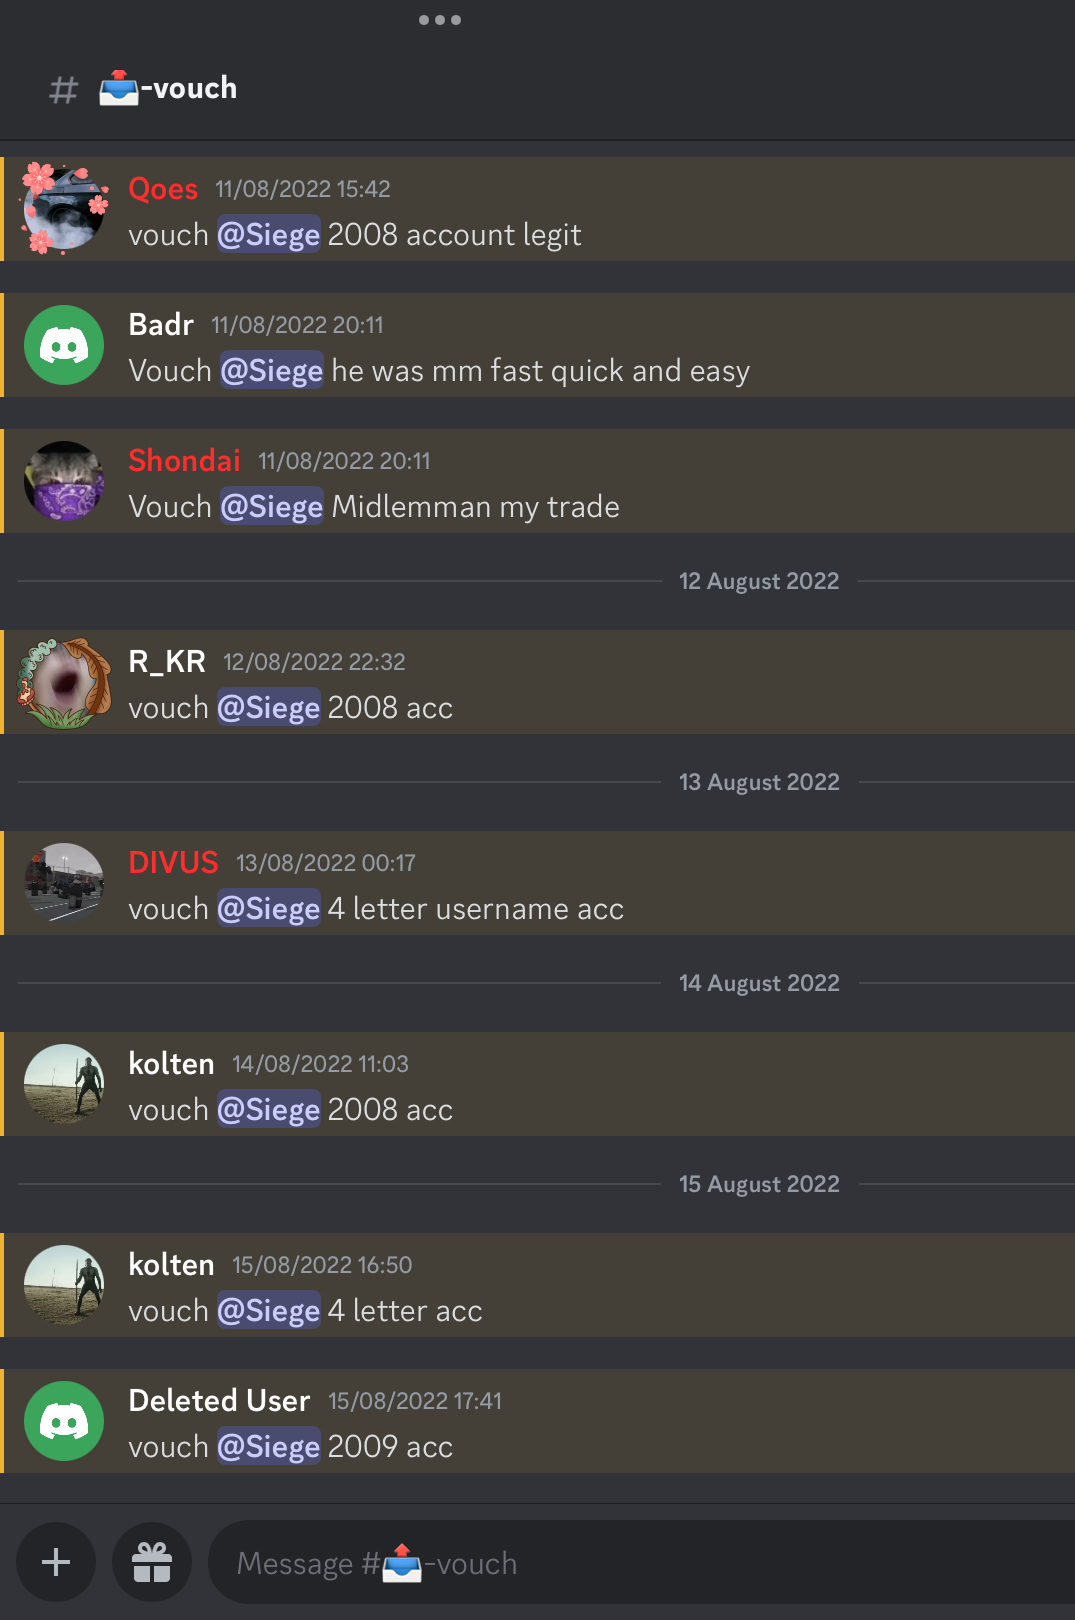 # 📤-vouch
Qoes 11/08/2022 15:42
vouch @Siege 2008 account legit
Badr 11/08/2022 20:11
Vouch @Siege he was mm fast quick and easy
Shondai 11/08/2022 20:11
Vouch @Siege Midlemman my trade
12 August 2022
R_KR 12/08/2022 22:32
vouch @Siege 2008 acc
13 August 2022
DIVUS 13/08/2022 00:17
vouch @Siege 4 letter username acc
14 August 2022
kolten 14/08/2022 11:03
vouch @Siege 2008 acc
15 August 2022
kolten 15/08/2022 16:50
vouch @Siege 4 letter acc
Deleted User 15/08/2022 17:41
vouch @Siege 2009 acc
Message #📤-vouch